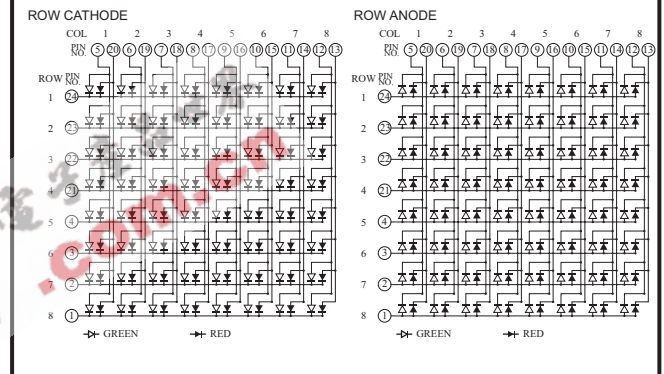 ROW CATHODE
COL 1 2 3 4 5 6 7 8
PIN NO. 5 20 6 19 7 18 8 17 9 16 10 15 11 14 12 13
ROW PIN NO.
1 24
2 23
3 22
4 21
5 4
6 3
7 2
8 1
GREEN RED
ROW ANODE
COL 1 2 3 4 5 6 7 8
PIN NO. 5 20 6 19 7 18 8 17 9 16 10 15 11 14 12 13
ROW PIN NO.
1 24
2 23
3 22
4 21
5 4
6 3
7 2
8 1
GREEN RED
.com.cn